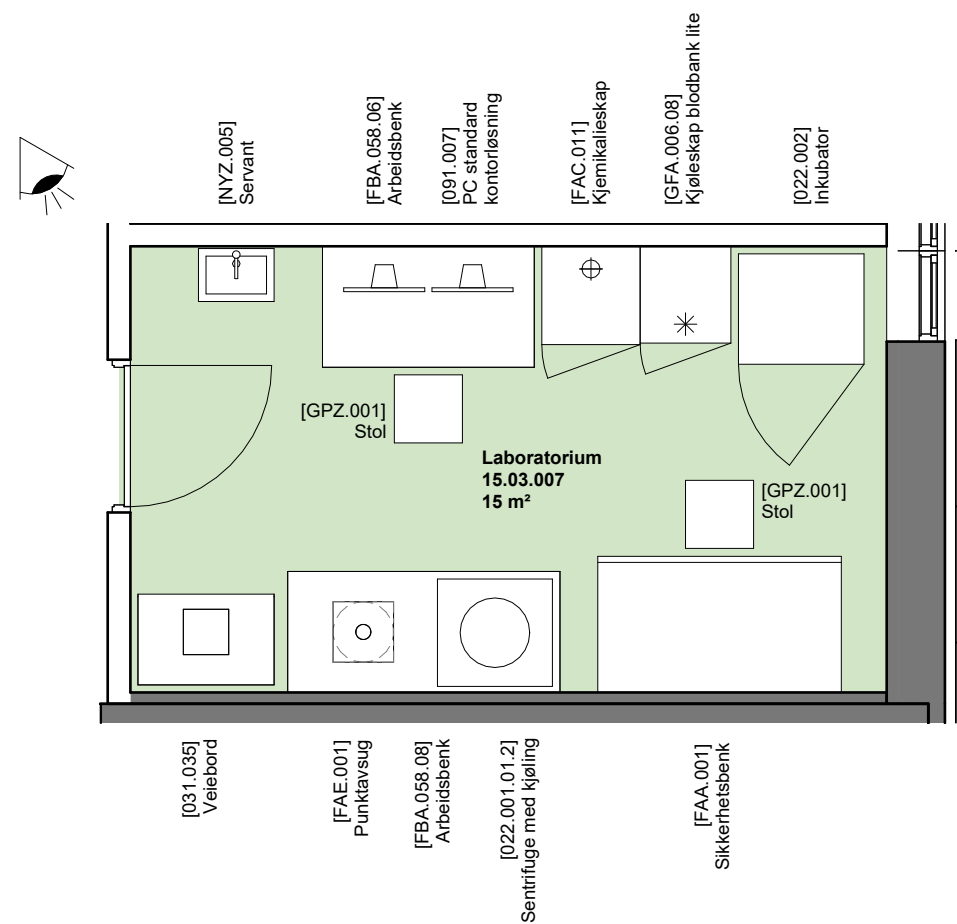 [NYZ.005]
Servant
[FBA.058.06]
Arbeidsbenk
[091.007]
PC standard
kontorløsning
[FAC.011]
Kjemikalieskap
[GFA.006.08]
Kjøleskap blodbank lite
[022.002]
Inkubator
[GPZ.001]
Stol
Laboratorium
15.03.007
15 m²
[GPZ.001]
Stol
[031.035]
Veiebord
[FAE.001]
Punktavsug
[FBA.058.08]
Arbeidsbenk
[022.001.01.2]
Sentrifuge med kjøling
[FAA.001]
Sikkerhetsbenk